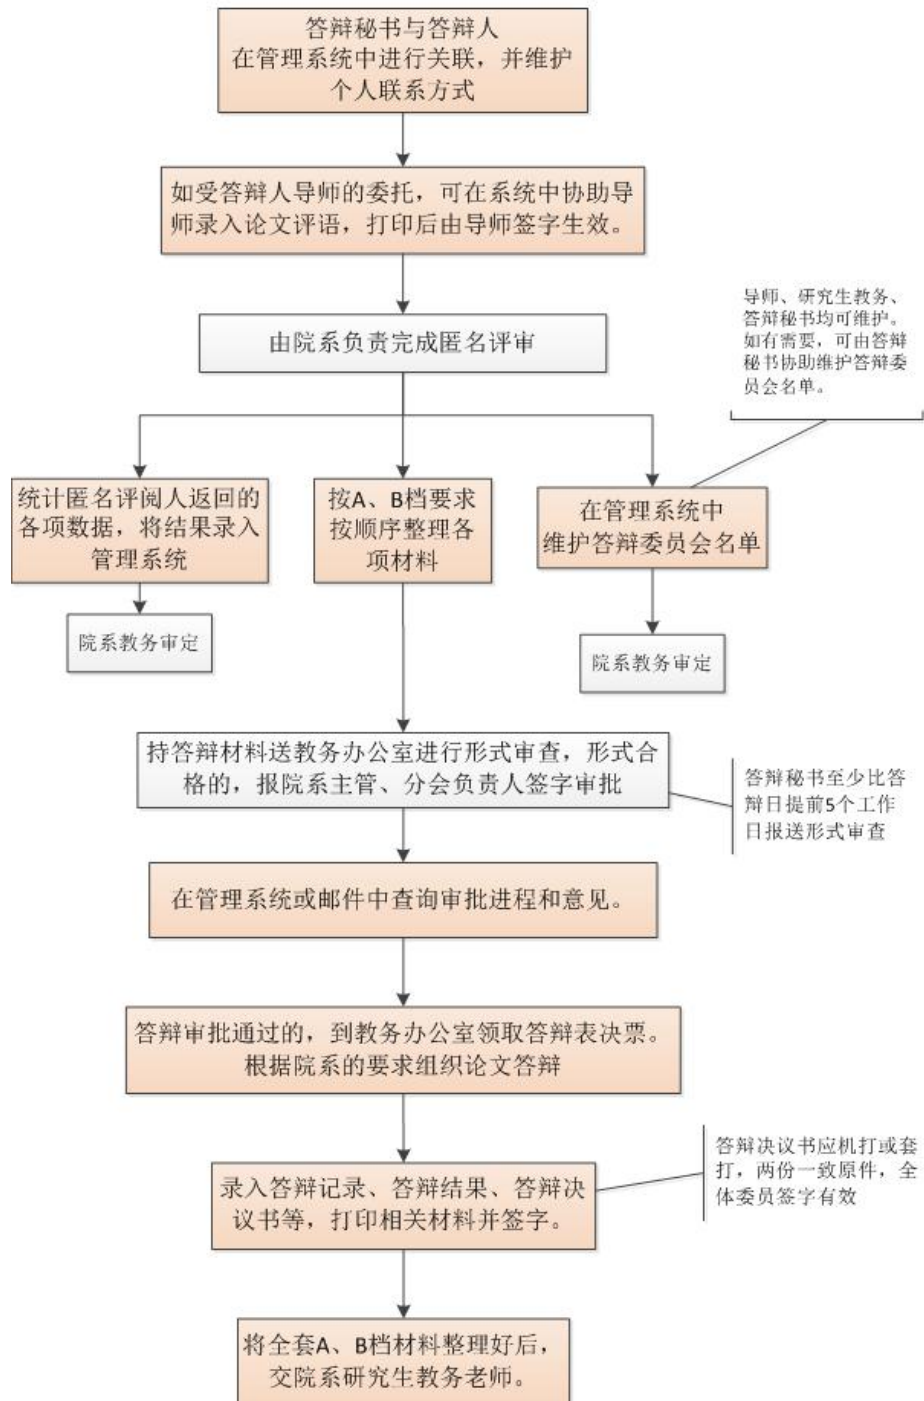 答辩秘书与答辩人
在管理系统中进行关联，并维护
个人联系方式
如受答辩人导师的委托，可在系统中协助导
师录入论文评语，打印后由导师签字生效。
导师、研究生教务、
答辩秘书均可维护。
如有需要，可由答辩
秘书协助维护答辩委
员会名单。
由院系负责完成匿名评审
统计匿名评阅人返回的
各项数据，将结果录入
管理系统
按A、B档要求
按顺序整理各
项材料
在管理系统中
维护答辩委员会名单
院系教务审定
院系教务审定
持答辩材料送教务办公室进行形式审查，形式合
格的，报院系主管、分会负责人签字审批
答辩秘书至少比答
辩日提前5个工作
日报送形式审查
在管理系统或邮件中查询审批进程和意见。
答辩审批通过的，到教务办公室领取答辩表决票。
根据院系的要求组织论文答辩
答辩决议书应机打或套
打，两份一致原件，全
体委员签字有效
录入答辩记录、答辩结果、答辩决
议书等，打印相关材料并签字。
将全套A、B档材料整理好后，
交院系研究生教务老师。